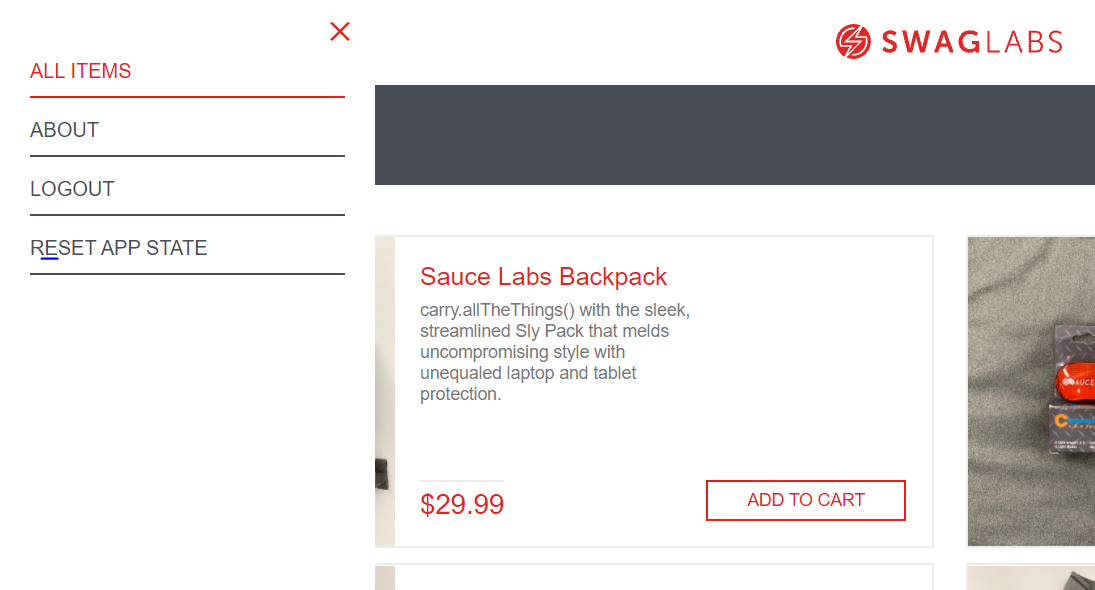 SWAGLABS
ALL ITEMS
ABOUT
LOGOUT
RESET APP STATE
Sauce Labs Backpack
carry.allTheThings() with the sleek,
streamlined Sly Pack that melds
uncompromising style with
unequaled laptop and tablet
protection.
$29.99
ADD TO CART